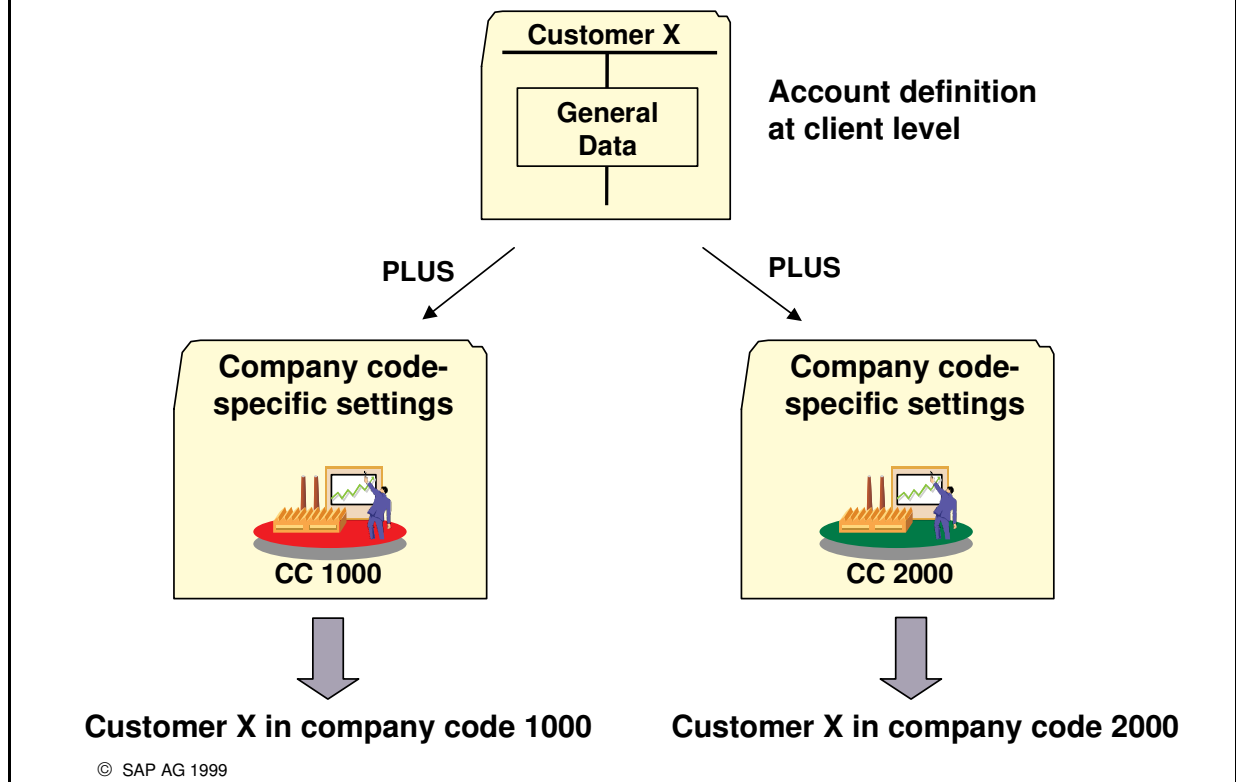 Customer X
General
Data
Account definition
at client level
PLUS
PLUS
Company code-
specific settings
CC 1000
Company code-
specific settings
CC 2000
Customer X in company code 1000
Customer X in company code 2000
© SAP AG 1999